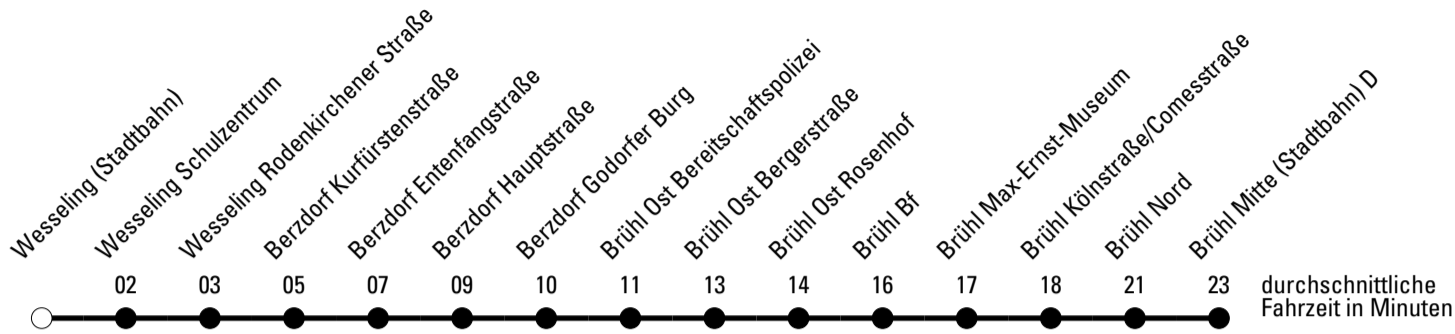 Wesseling (Stadtbahn)
Wesseling Schulzentrum
Wesseling Rodenkirchener Straße
Berzdorf Kurfürstenstraße
Berzdorf Entenfangstraße
Berzdorf Hauptstraße
Berzdorf Godorfer Burg
Brühl Ost Bereitschaftspolizei
Brühl Ost Bergerstraße
Brühl Ost Rosenhof
Brühl Bf
Brühl Max-Ernst-Museum
Brühl Kölnstraße/Comesstraße
Brühl Nord
Brühl Mitte (Stadtbahn) D
02 03 05 07 09 10 11 13 14 16 17 18 21 23
durchschnittliche
Fahrzeit in Minuten